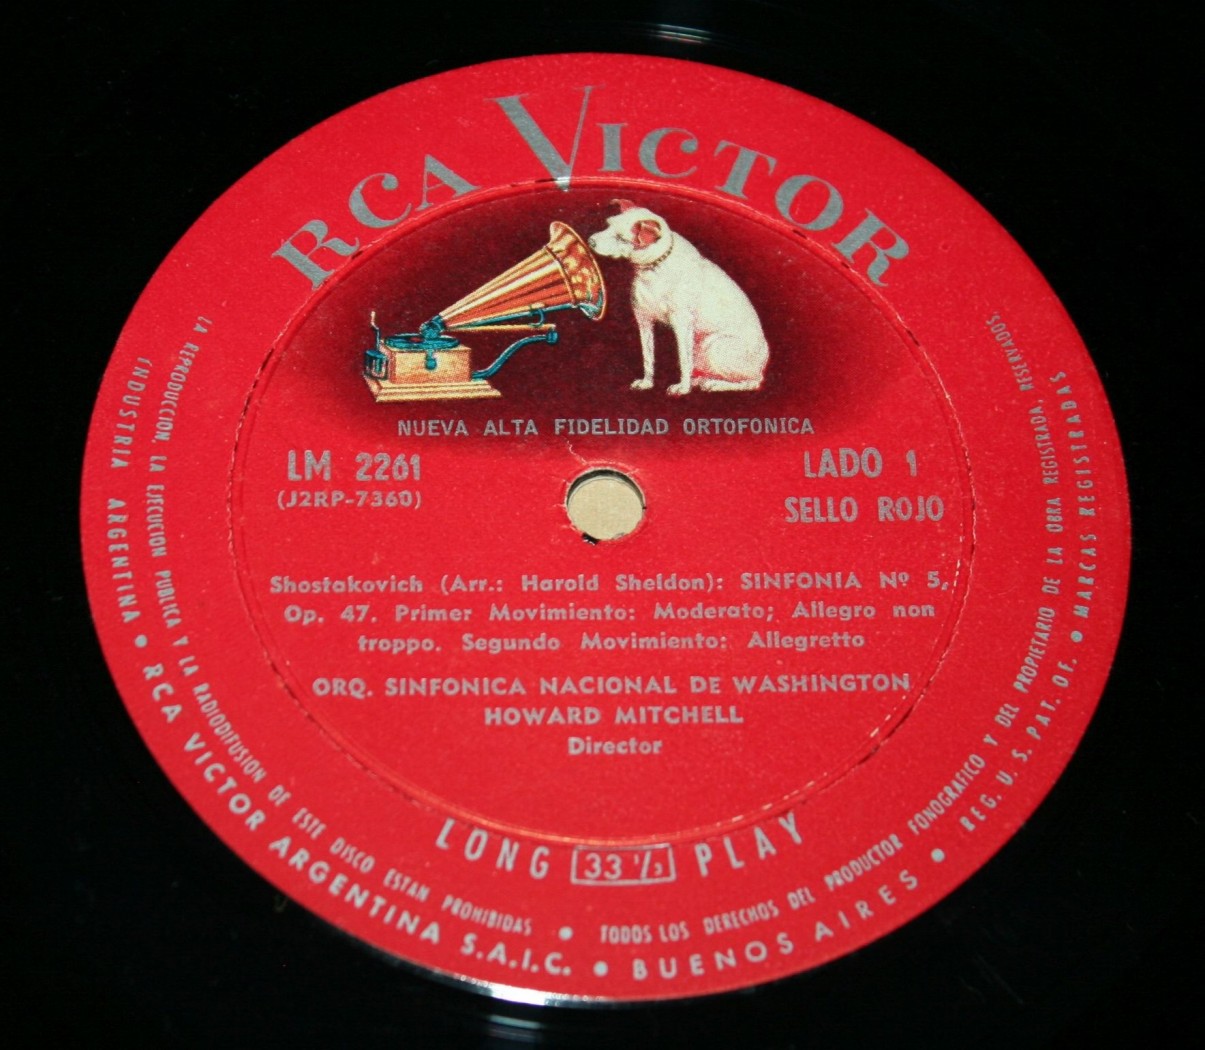 RCA VICTOR
NUEVA ALTA FIDELIDAD ORTOFONICA
LM 2261
(J2RP-7360)
LADO 1
SELLO ROJO
Shostakovich (Arr.: Harold Sheldon): SINFONIA Nº 5,
Op. 47. Primer Movimiento: Moderato; Allegro non
troppo. Segundo Movimiento: Allegretto
ORQ. SINFONICA NACIONAL DE WASHINGTON
HOWARD MITCHELL
Director
LONG 33 1/3 PLAY
LA REPRODUCCION, LA EJECUCION PUBLICA Y LA RADIODIFUSION DE ESTE DISCO ESTAN PROHIBIDAS • TODOS LOS DERECHOS DEL PRODUCTOR FONOGRAFICO Y DEL PROPIETARIO DE LA OBRA REGISTRADA, RESERVADOS.
INDUSTRIA ARGENTINA • RCA VICTOR ARGENTINA S.A.I.C. • BUENOS AIRES • REG. U. S. PAT. OF. • MARCAS REGISTRADAS